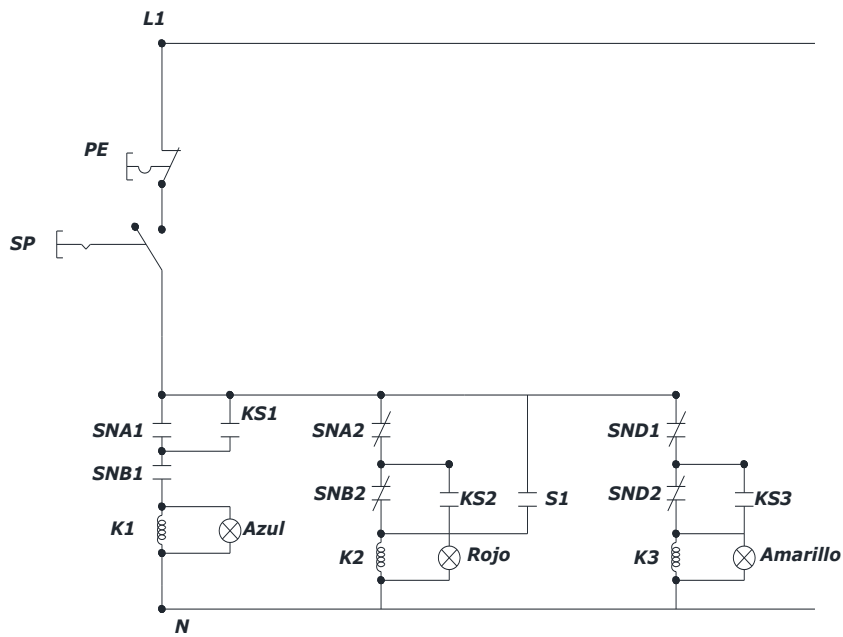 L1
PE
SP
SNA1
KS1
SNB1
K1
Azul
SNA2
SNB2
KS2
S1
K2
Rojo
SND1
SND2
KS3
K3
Amarillo
N